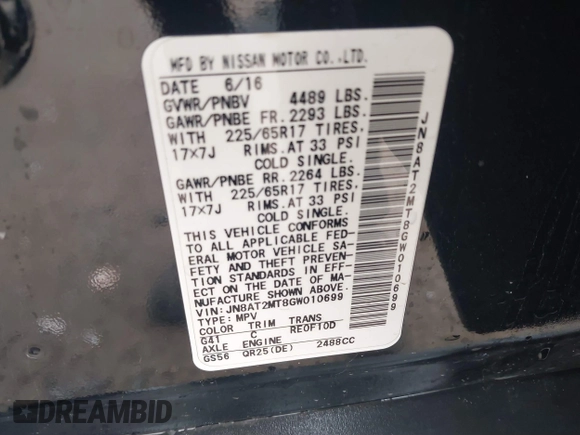 MFD BY NISSAN MOTOR CO.,LTD.
DATE 6/16
GVWR/PNBV 4489 LBS.
GAWR/PNBE FR. 2293 LBS.
WITH 225/65R17 TIRES,
17×7J RIMS.AT 33 PSI
COLD SINGLE.
GAWR/PNBE RR. 2264 LBS.
WITH 225/65R17 TIRES,
17×7J RIMS.AT 33 PSI
COLD SINGLE.
THIS VEHICLE CONFORMS
TO ALL APPLICABLE FED-
ERAL MOTOR VEHICLE SA-
FETY AND THEFT PREVEN-
TION STANDARDS IN EFF-
ECT ON THE DATE OF MA-
NUFACTURE SHOWN ABOVE.
VIN: JN8AT2MT8GW010699
TYPE: MPV
COLOR TRIM TRANS
G41 C RE0F10D
AXLE ENGINE
GS56 QR25(DE) 2488CC
JN8AT2MT8GW010699
DREAMBID